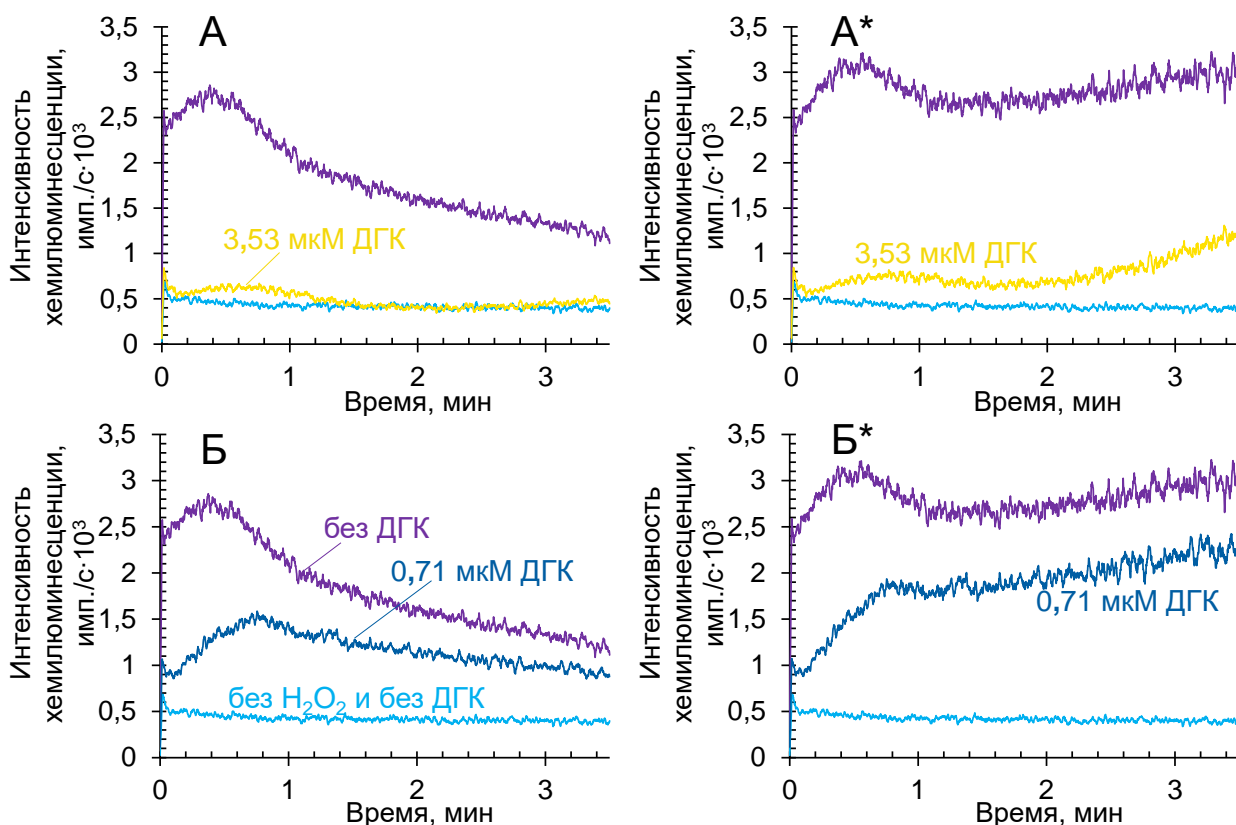 А
Интенсивность
хемилюминесценции,
имп./с·10³
3,5
3
2,5
2
1,5
1
0,5
0
3,53 мкМ ДГК
0
1
2
3
Время, мин
А*
Интенсивность
хемилюминесценции,
имп./с·10³
3,5
3
2,5
2
1,5
1
0,5
0
3,53 мкМ ДГК
0
1
2
3
Время, мин
Б
Интенсивность
хемилюминесценции,
имп./с·10³
3,5
3
2,5
2
1,5
1
0,5
0
без ДГК
0,71 мкМ ДГК
без H₂O₂ и без ДГК
0
1
2
3
Время, мин
Б*
Интенсивность
хемилюминесценции,
имп./с·10³
3,5
3
2,5
2
1,5
1
0,5
0
0,71 мкМ ДГК
0
1
2
3
Время, мин